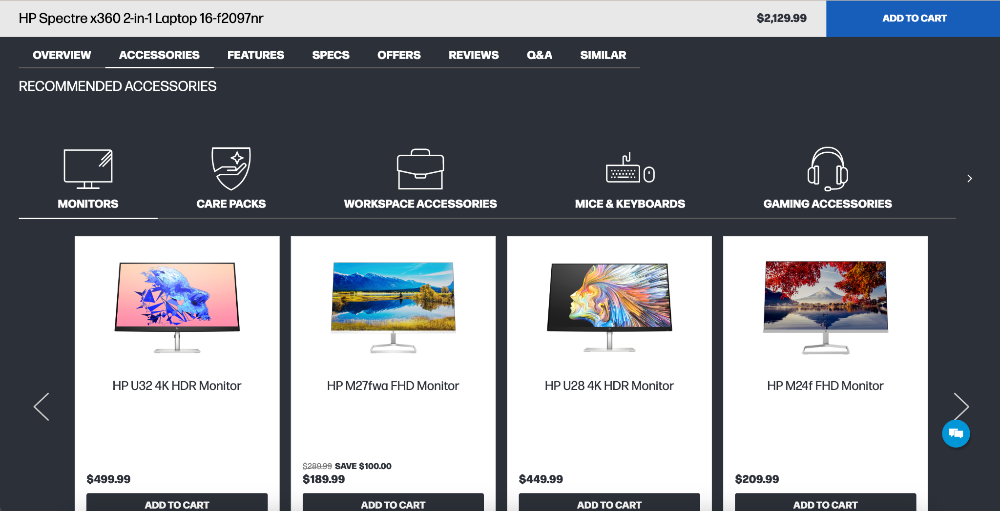 HP Spectre x360 2-in-1 Laptop 16-f2097nr
$2,129.99
ADD TO CART
OVERVIEW
ACCESSORIES
FEATURES
SPECS
OFFERS
REVIEWS
Q&A
SIMILAR
RECOMMENDED ACCESSORIES
MONITORS
CARE PACKS
WORKSPACE ACCESSORIES
MICE & KEYBOARDS
GAMING ACCESSORIES
HP U32 4K HDR Monitor
$499.99
ADD TO CART
HP M27fwa FHD Monitor
$289.99 SAVE $100.00
$189.99
ADD TO CART
HP U28 4K HDR Monitor
$449.99
ADD TO CART
HP M24f FHD Monitor
$209.99
ADD TO CART